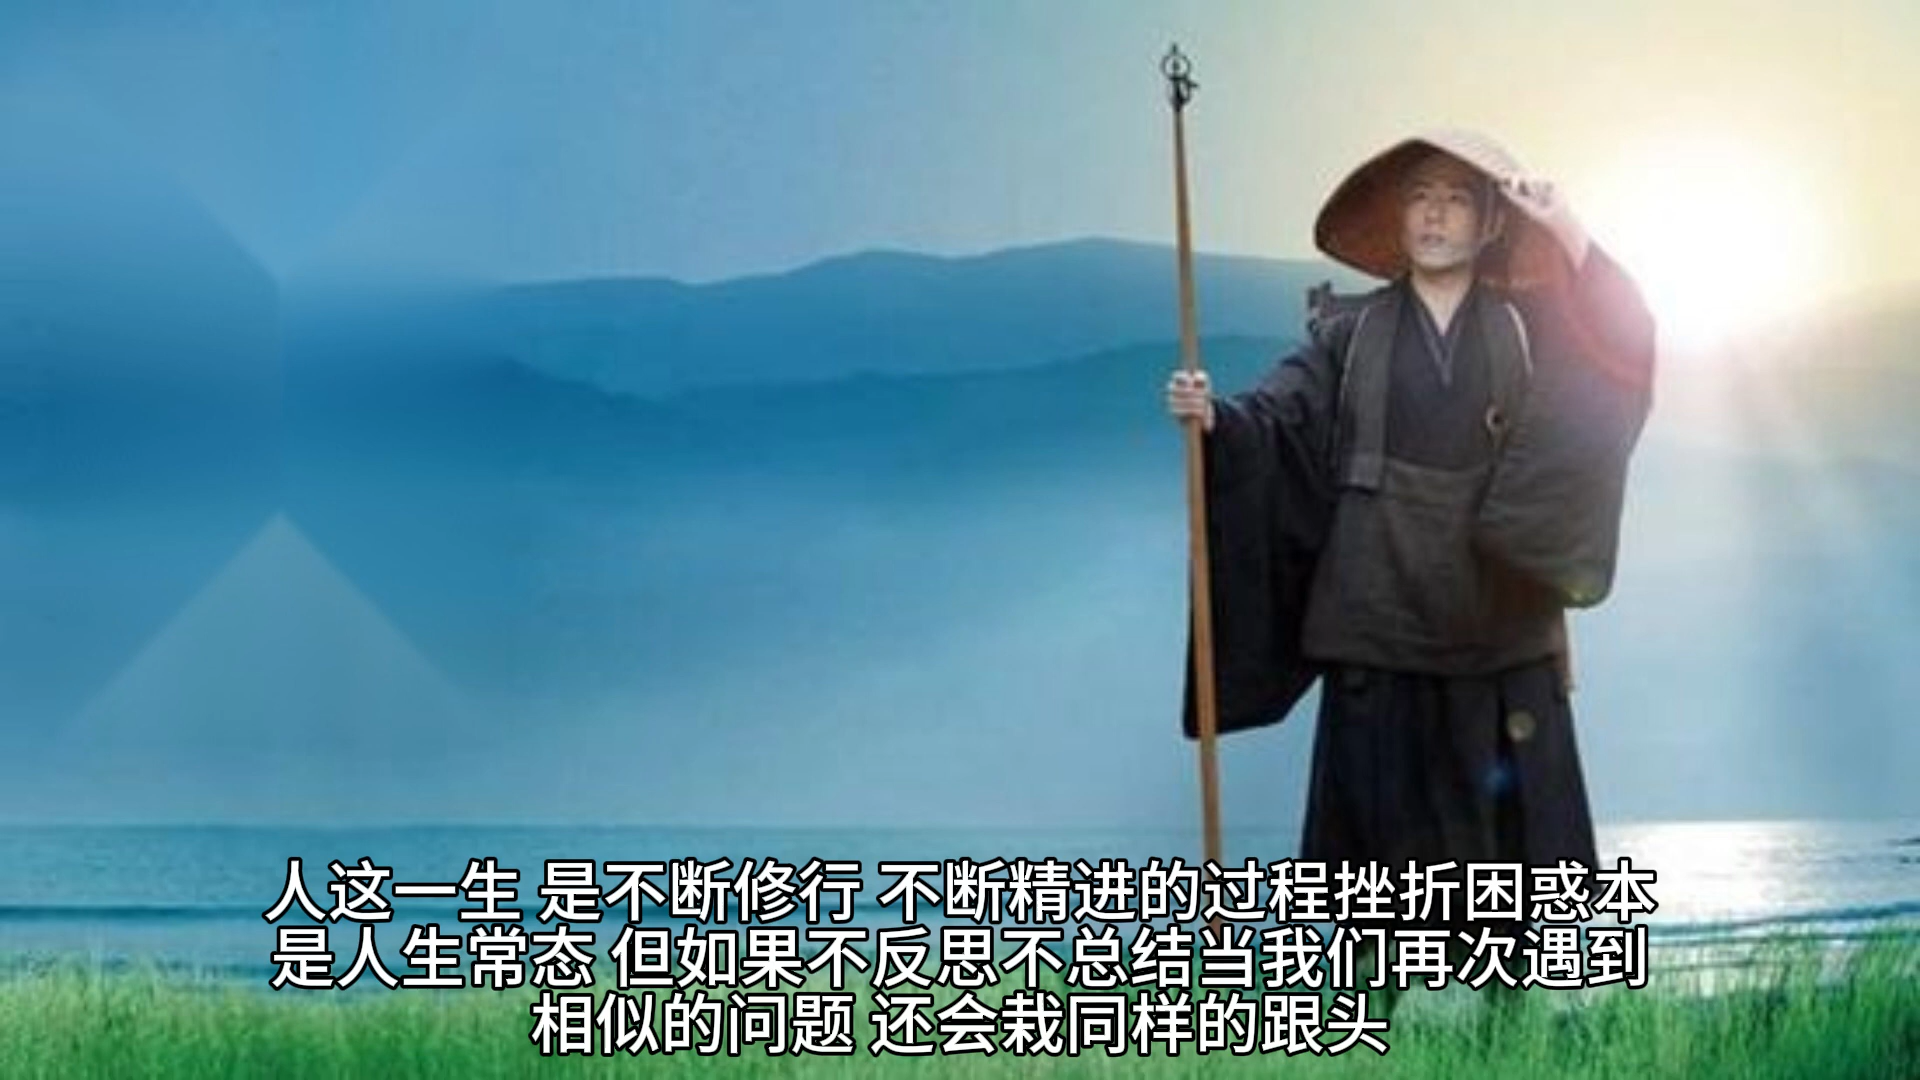 人这一生 是不断修行 不断精进的过程挫折困惑本
是人生常态 但如果不反思不总结当我们再次遇到
相似的问题 还会栽同样的跟头